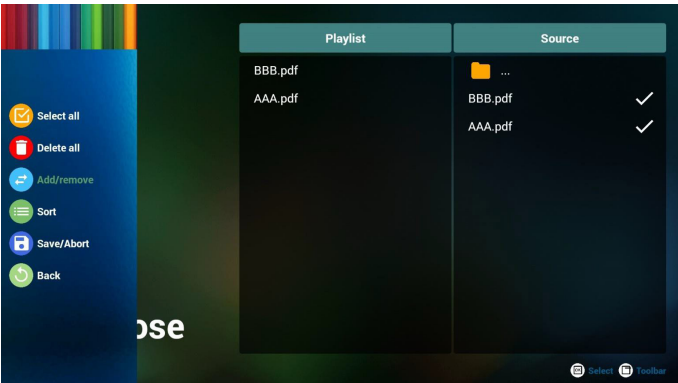 Playlist
Source
BBB.pdf
AAA.pdf
...
BBB.pdf
AAA.pdf
Select all
Delete all
Add/remove
Sort
Save/Abort
Back
ose
Select
Toolbar